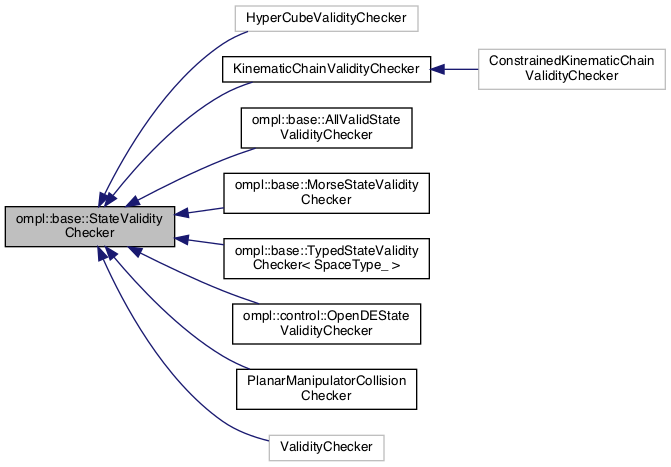 HyperCubeValidityChecker
KinematicChainValidityChecker
ConstrainedKinematicChain
ValidityChecker
ompl::base::AllValidState
ValidityChecker
ompl::base::MorseStateValidity
Checker
ompl::base::StateValidity
Checker
ompl::base::TypedStateValidity
Checker< SpaceType_ >
ompl::control::OpenDEState
ValidityChecker
PlanarManipulatorCollision
Checker
ValidityChecker